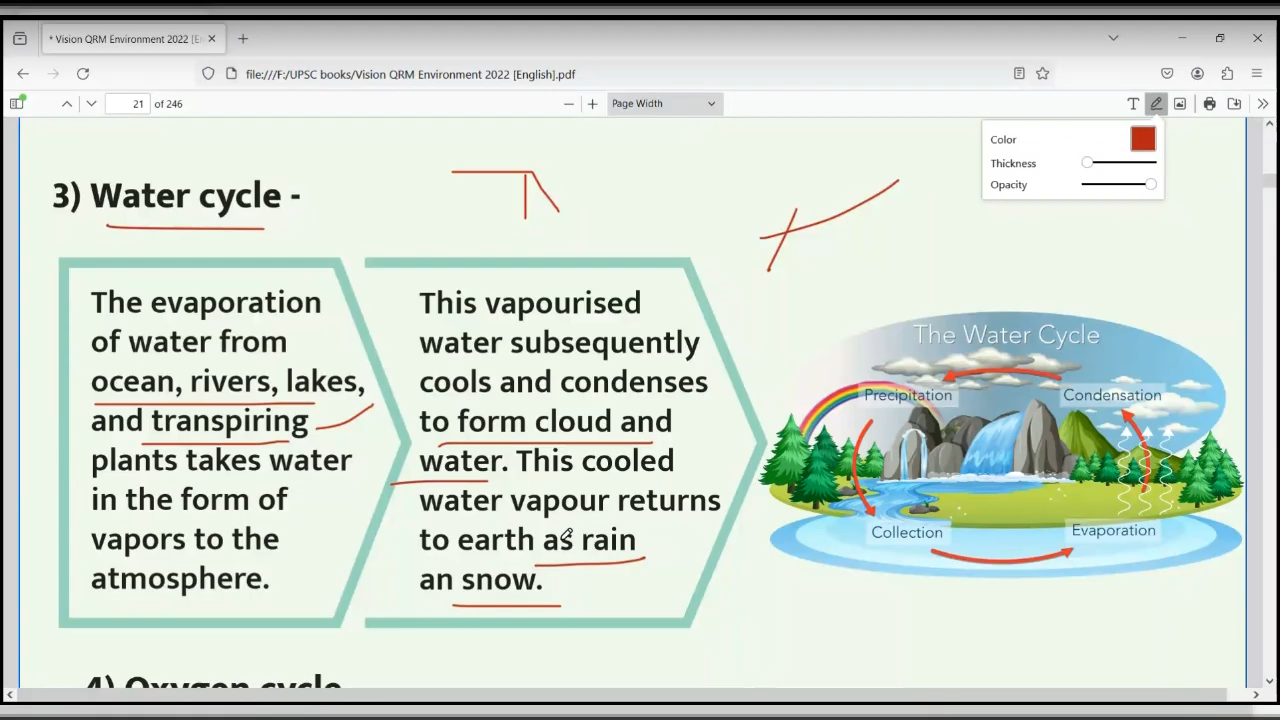 * Vision QRM Environment 2022 [En
file:///F:/UPSC books/Vision QRM Environment 2022 [English].pdf
21 of 246
Page Width
Color
Thickness
Opacity
3) Water cycle -
The evaporation
of water from
ocean, rivers, lakes,
and transpiring
plants takes water
in the form of
vapors to the
atmosphere.
This vapourised
water subsequently
cools and condenses
to form cloud and
water. This cooled
water vapour returns
to earth as rain
an snow.
The Water Cycle
Precipitation
Condensation
Collection
Evaporation
4) Oxygen cycle